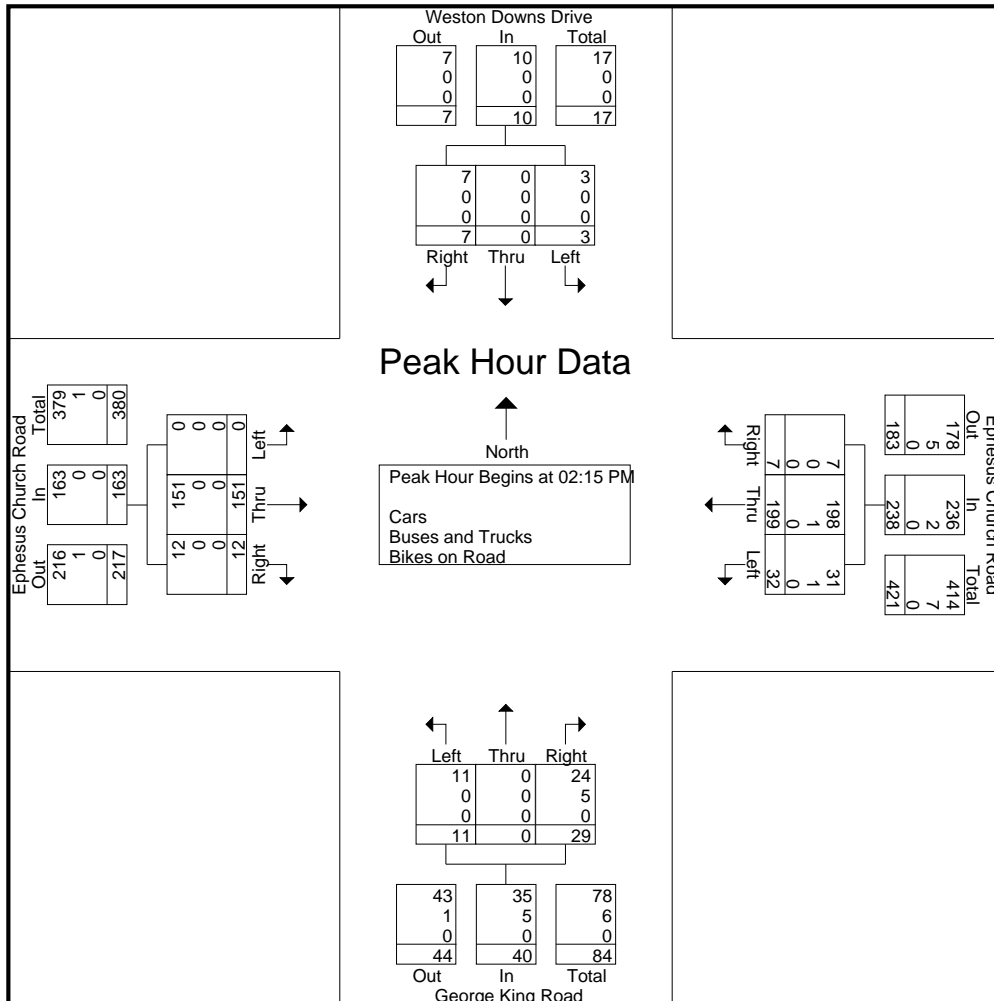 Weston Downs Drive
Out In Total
7 10 17
0 0 0
0 0 0
7 10 17
7 0 3
0 0 0
0 0 0
7 0 3
Right Thru Left
Peak Hour Data
North
Peak Hour Begins at 02:15 PM
Cars
Buses and Trucks
Bikes on Road
Ephesus Church Road
Out In Total
216 163 379
1 0 1
0 0 0
217 163 380
Left Thru Right
0 151 12
0 0 0
0 0 0
0 151 12
Ephesus Church Road
Out In Total
178 236 414
5 2 7
0 0 0
183 238 421
Right Thru Left
7 198 31
0 1 1
0 0 0
7 199 32
Left Thru Right
11 0 24
0 0 5
0 0 0
11 0 29
43 35 78
1 5 6
0 0 0
44 40 84
Out In Total
George King Road